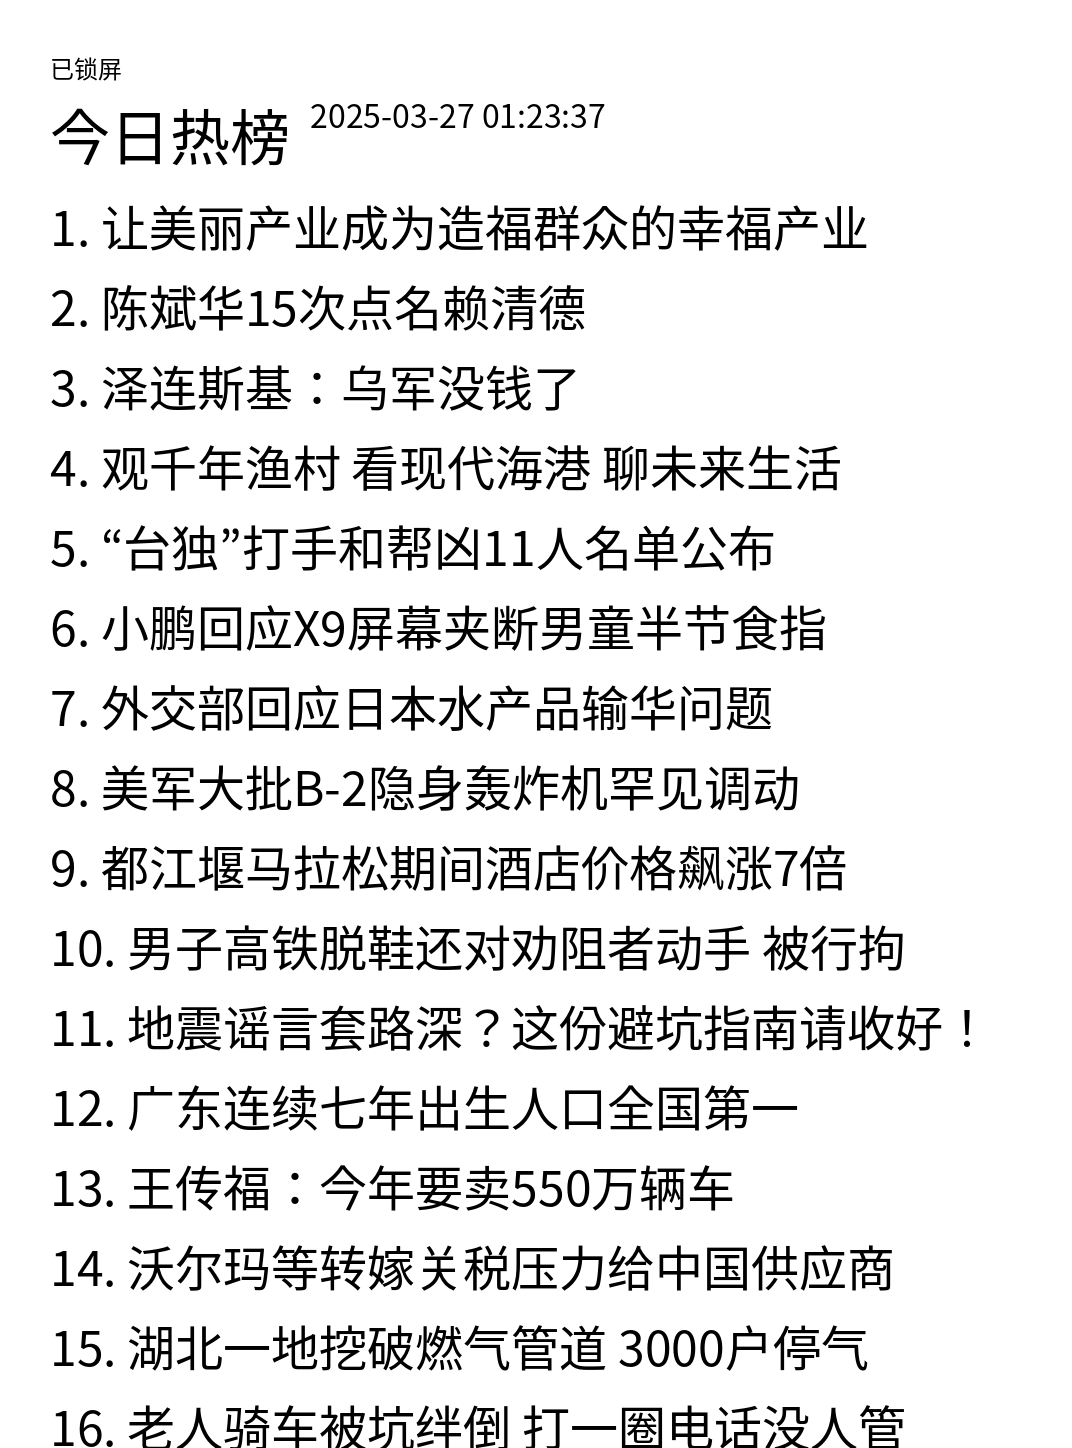 已锁屏
今日热榜 2025-03-27 01:23:37
1. 让美丽产业成为造福群众的幸福产业
2. 陈斌华15次点名赖清德
3. 泽连斯基：乌军没钱了
4. 观千年渔村 看现代海港 聊未来生活
5. “台独”打手和帮凶11人名单公布
6. 小鹏回应X9屏幕夹断男童半节食指
7. 外交部回应日本水产品输华问题
8. 美军大批B-2隐身轰炸机罕见调动
9. 都江堰马拉松期间酒店价格飙涨7倍
10. 男子高铁脱鞋还对劝阻者动手 被行拘
11. 地震谣言套路深？这份避坑指南请收好！
12. 广东连续七年出生人口全国第一
13. 王传福：今年要卖550万辆车
14. 沃尔玛等转嫁关税压力给中国供应商
15. 湖北一地挖破燃气管道 3000户停气
16. 老人骑车被坑绊倒 打一圈电话没人管